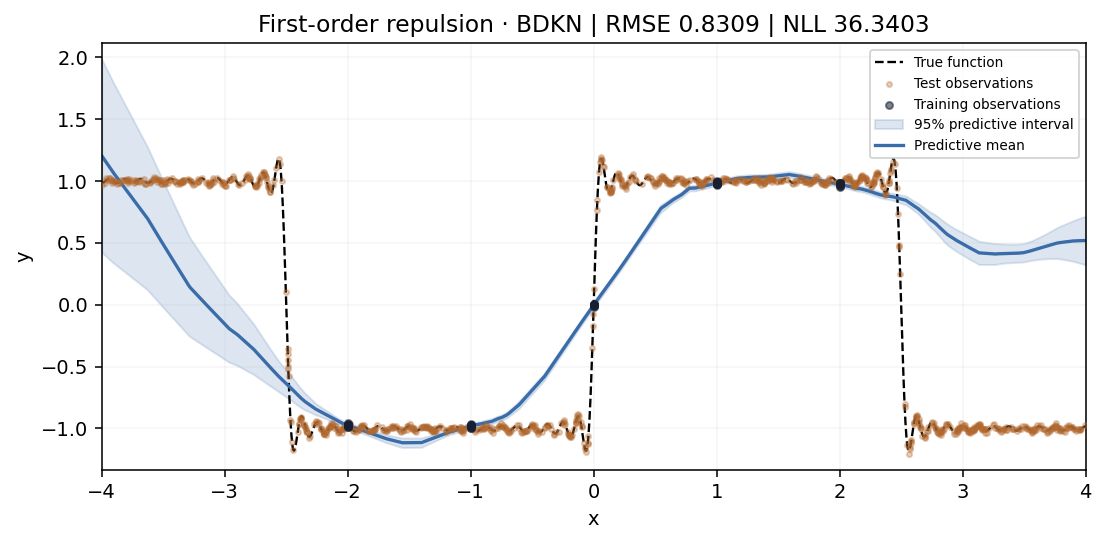 First-order repulsion · BDKN | RMSE 0.8309 | NLL 36.3403
True function
Test observations
Training observations
95% predictive interval
Predictive mean
y
2.0
1.5
1.0
0.5
0.0
−0.5
−1.0
−4 −3 −2 −1 0 1 2 3 4
x